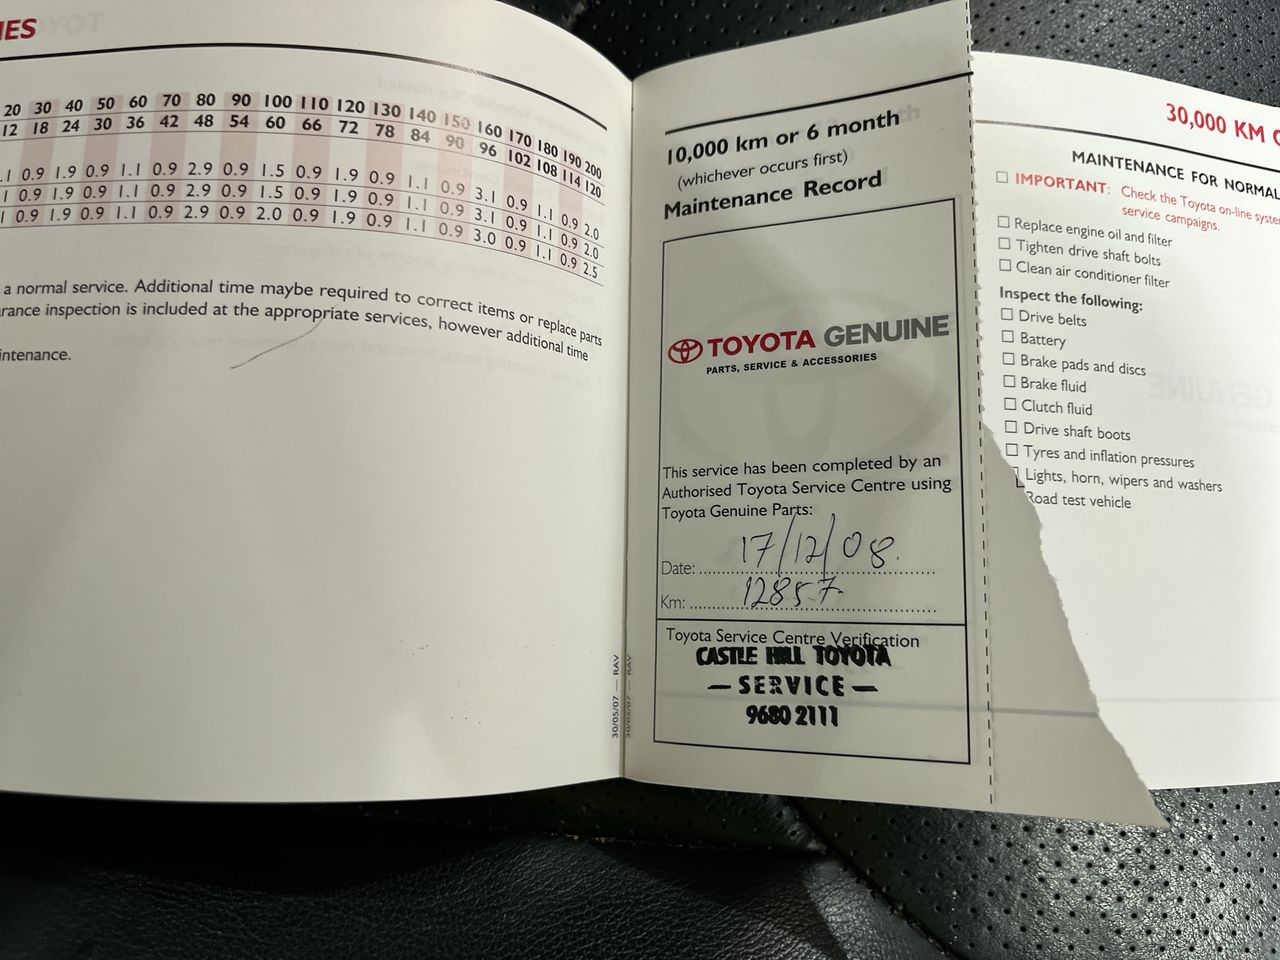 20 30 40 50 60 70 80 90 100 110 120 130 140 150 160 170 180 190 200
12 18 24 30 36 42 48 54 60 66 72 78 84 90 96 102 108 114 120
0.9 1.9 0.9 1.1 0.9 2.9 0.9 1.5 0.9 1.9 0.9 1.1 0.9 3.1 0.9 1.1 0.9 2.0
0.9 1.9 0.9 1.1 0.9 2.9 0.9 1.5 0.9 1.9 0.9 1.1 0.9 3.1 0.9 1.1 0.9 2.0
0.9 1.9 0.9 1.1 0.9 2.9 0.9 2.0 0.9 1.9 0.9 1.1 0.9 3.0 0.9 1.1 0.9 2.5
a normal service. Additional time maybe required to correct items or replace parts
inspection is included at the appropriate services, however additional time
30/05/07 — RAV
10,000 km or 6 month
(whichever occurs first)
Maintenance Record
TOYOTA GENUINE
PARTS, SERVICE & ACCESSORIES
This service has been completed by an
Authorised Toyota Service Centre using
Toyota Genuine Parts:
Date: 17/12/08.
Km: 12857
Toyota Service Centre Verification
CASTLE HILL TOYOTA
— SERVICE —
9680 2111
30/05/07 — RAV
30,000 KM
MAINTENANCE FOR NORMAL
IMPORTANT: Check the Toyota on-line system
service campaigns.
Replace engine oil and filter
Tighten drive shaft bolts
Clean air conditioner filter
Inspect the following:
Drive belts
Battery
Brake pads and discs
Brake fluid
Clutch fluid
Drive shaft boots
Tyres and inflation pressures
Lights, horn, wipers and washers
Road test vehicle